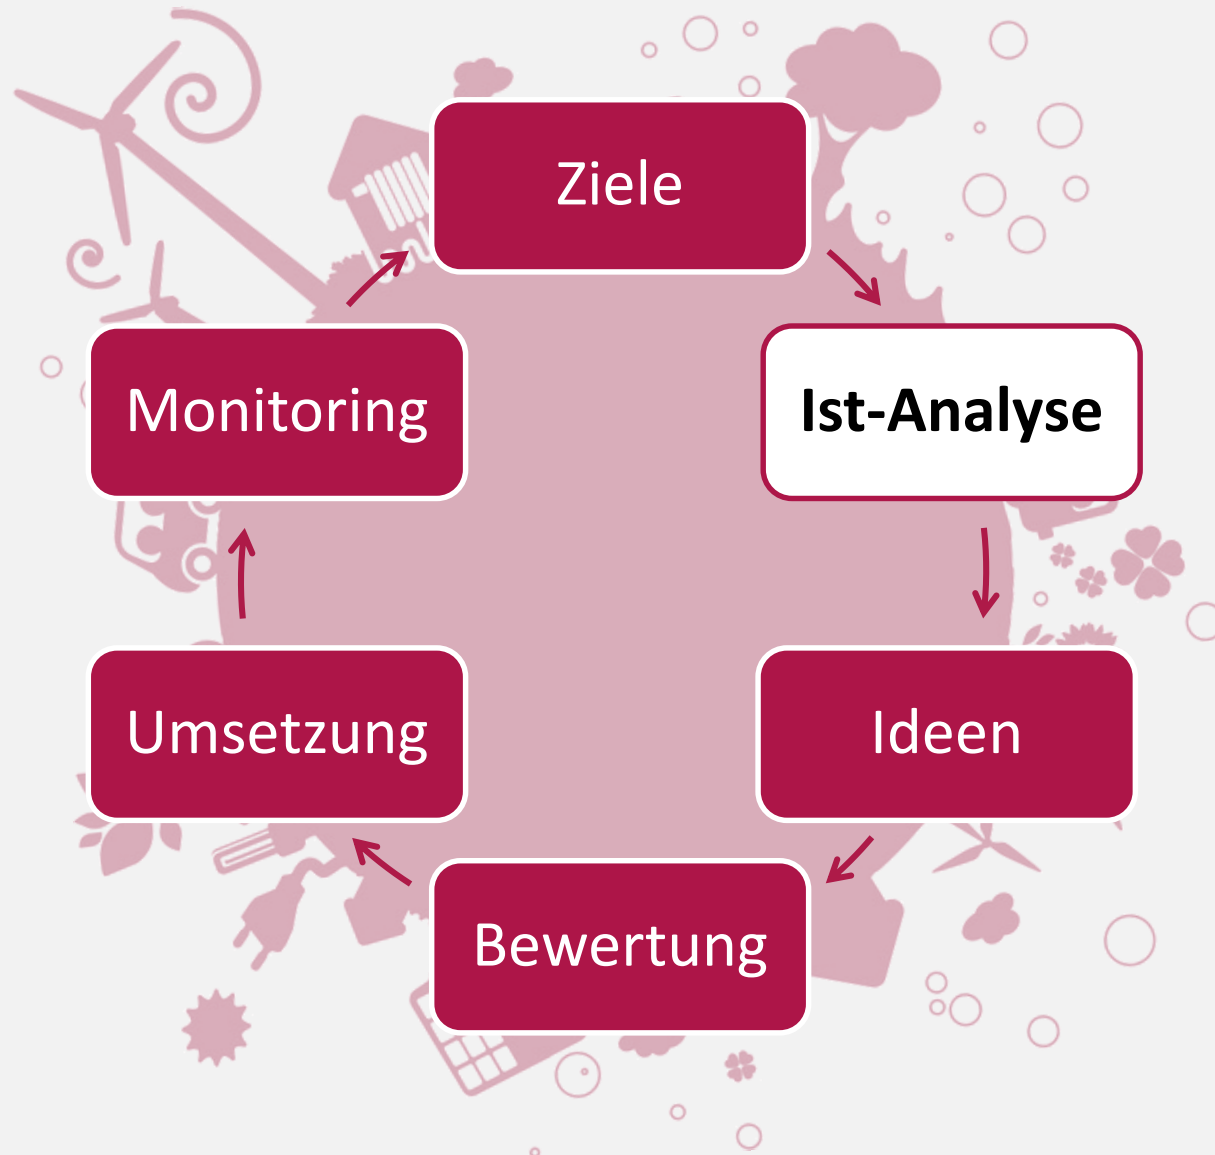 Ziele
Ist-Analyse
Ideen
Bewertung
Umsetzung
Monitoring